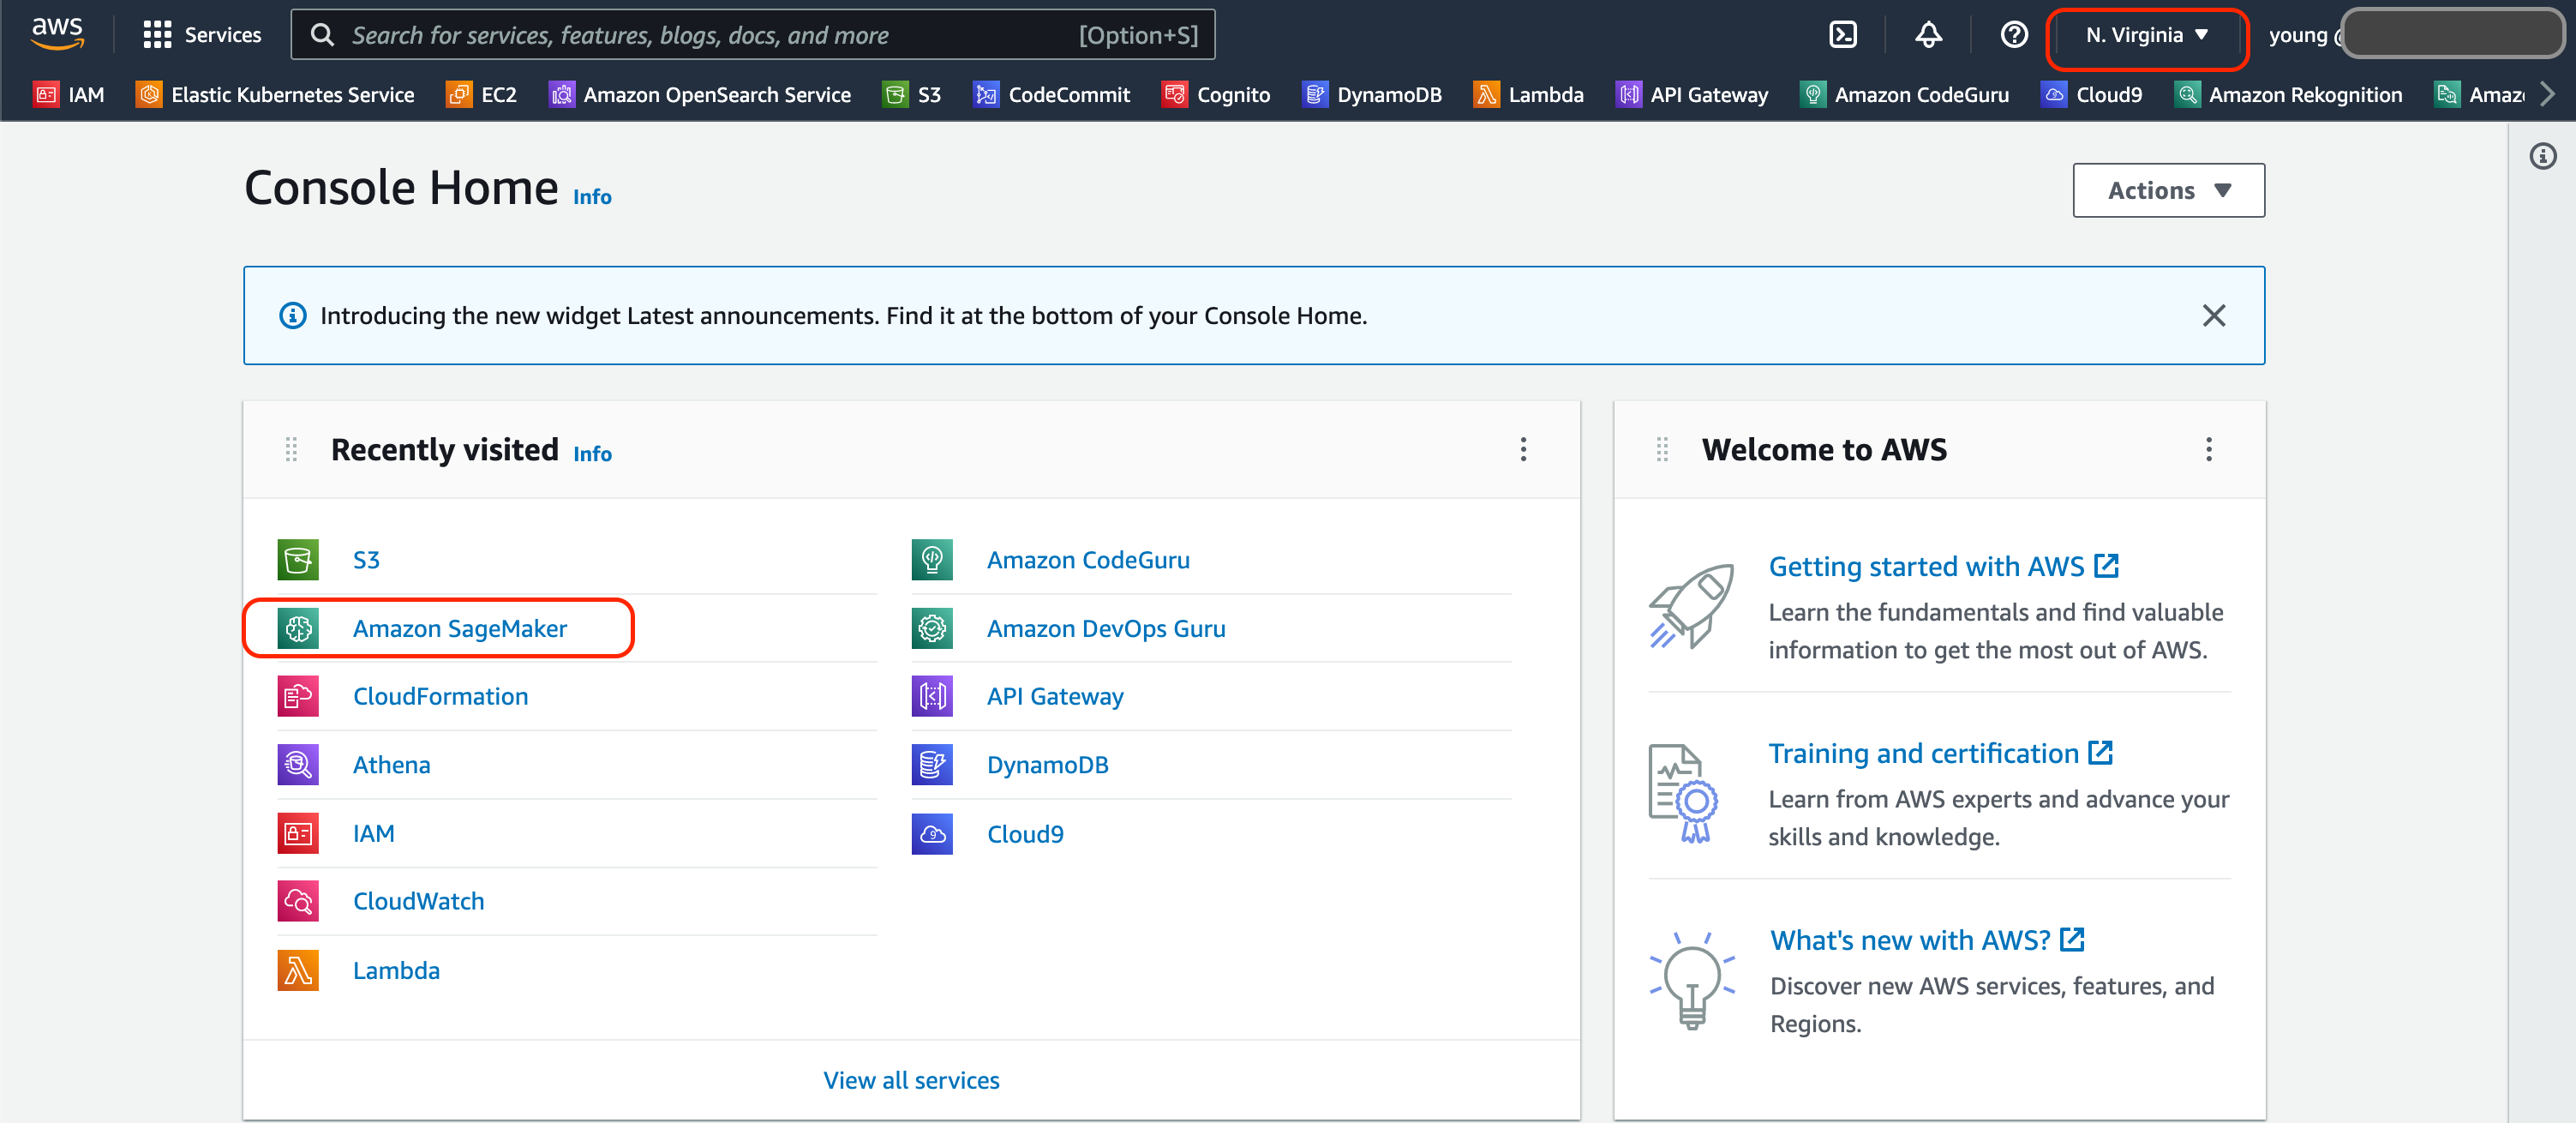 aws Services Search for services, features, blogs, docs, and more [Option+S] N. Virginia ▼ young @
IAM Elastic Kubernetes Service EC2 Amazon OpenSearch Service S3 CodeCommit Cognito DynamoDB Lambda API Gateway Amazon CodeGuru Cloud9 Amazon Rekognition
Console Home Info
Actions ▼
Introducing the new widget Latest announcements. Find it at the bottom of your Console Home.
Recently visited Info
S3
Amazon SageMaker
CloudFormation
Athena
IAM
CloudWatch
Lambda
Amazon CodeGuru
Amazon DevOps Guru
API Gateway
DynamoDB
Cloud9
View all services
Welcome to AWS
Getting started with AWS
Learn the fundamentals and find valuable
information to get the most out of AWS.
Training and certification
Learn from AWS experts and advance your
skills and knowledge.
What's new with AWS?
Discover new AWS services, features, and
Regions.